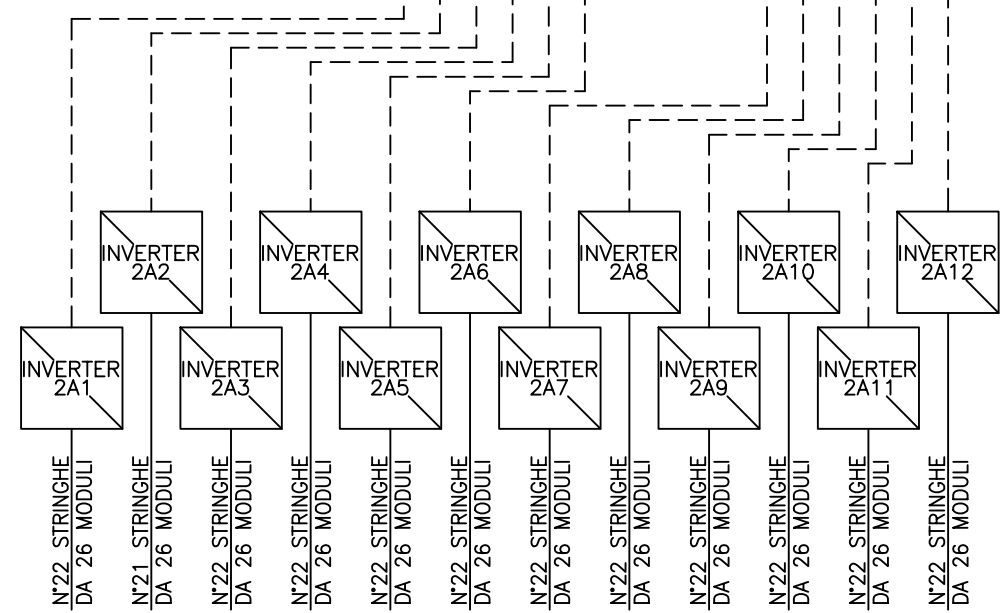 INVERTER
2A2
INVERTER
2A4
INVERTER
2A6
INVERTER
2A8
INVERTER
2A10
INVERTER
2A12
INVERTER
2A1
INVERTER
2A3
INVERTER
2A5
INVERTER
2A7
INVERTER
2A9
INVERTER
2A11
N°22 STRINGHE
DA 26 MODULI
N°21 STRINGHE
DA 26 MODULI
N°22 STRINGHE
DA 26 MODULI
N°22 STRINGHE
DA 26 MODULI
N°22 STRINGHE
DA 26 MODULI
N°22 STRINGHE
DA 26 MODULI
N°22 STRINGHE
DA 26 MODULI
N°22 STRINGHE
DA 26 MODULI
N°22 STRINGHE
DA 26 MODULI
N°22 STRINGHE
DA 26 MODULI
N°22 STRINGHE
DA 26 MODULI
N°22 STRINGHE
DA 26 MODULI